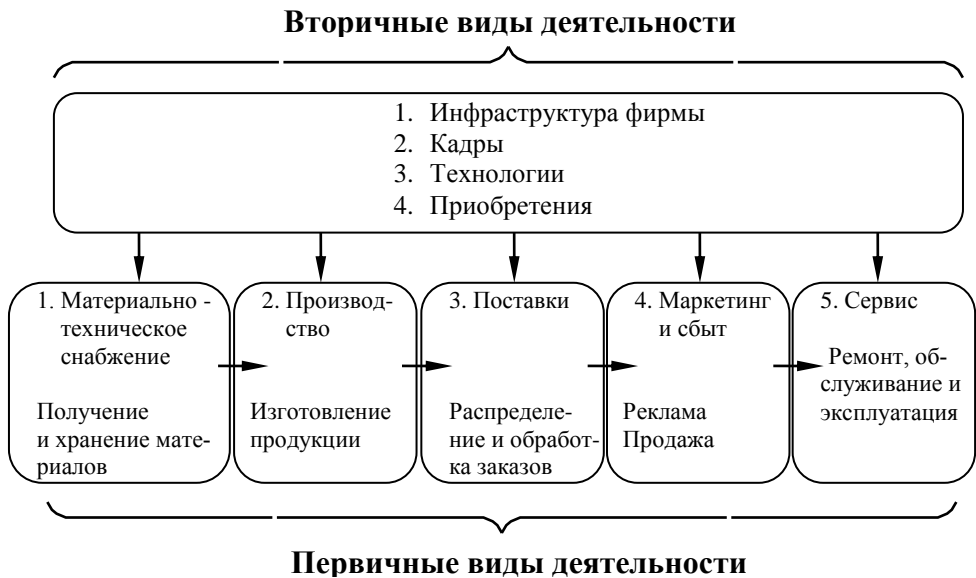 Вторичные виды деятельности
1. Инфраструктура фирмы
2. Кадры
3. Технологии
4. Приобретения
1. Материально -
техническое
снабжение
Получение
и хранение мате-
риалов
2. Производ-
ство
Изготовление
продукции
3. Поставки
Распределе-
ние и обработ-
ка заказов
4. Маркетинг
и сбыт
Реклама
Продажа
5. Сервис
Ремонт, об-
служивание и
эксплуатация
Первичные виды деятельности